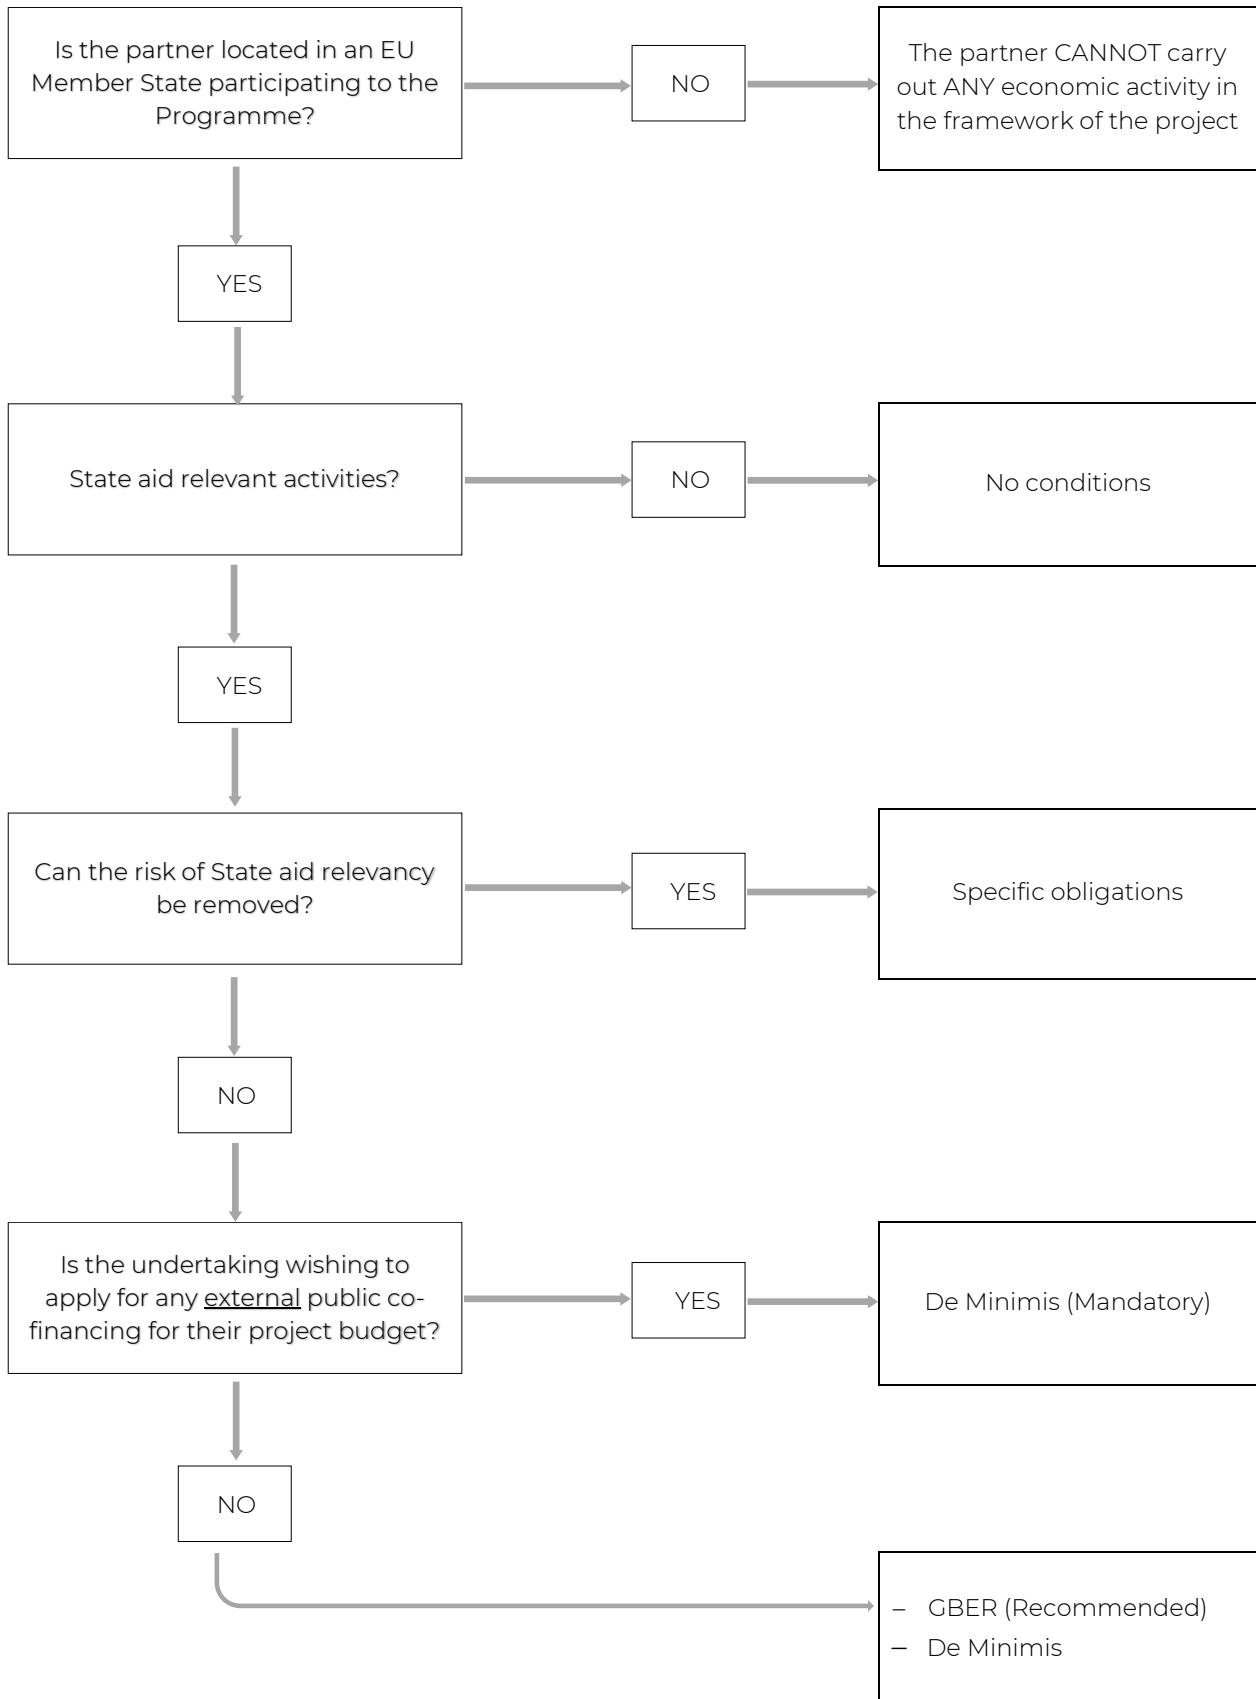 Is the partner located in an EU
Member State participating to the
Programme?
NO
The partner CANNOT carry
out ANY economic activity in
the framework of the project
YES
State aid relevant activities?
NO
No conditions
YES
Can the risk of State aid relevancy
be removed?
YES
Specific obligations
NO
Is the undertaking wishing to
apply for any external public co-
financing for their project budget?
YES
De Minimis (Mandatory)
NO
– GBER (Recommended)
– De Minimis